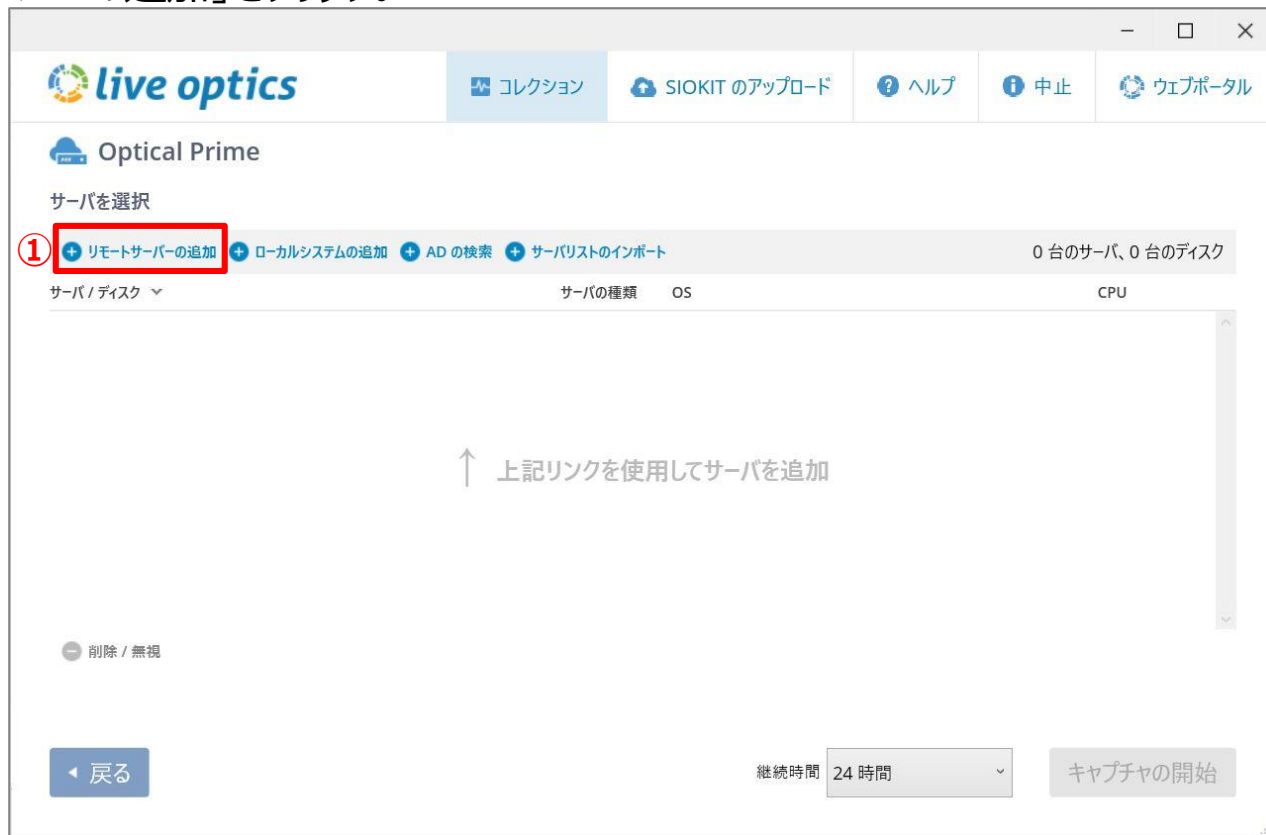 live optics
コレクション
SIOKIT のアップロード
ヘルプ
中止
ウェブポータル
Optical Prime
サーバを選択
① リモートサーバーの追加 ローカルシステムの追加 AD の検索 サーバリストのインポート 0 台のサーバ、0 台のディスク
サーバ / ディスク サーバの種類 OS CPU
↑ 上記リンクを使用してサーバを追加
削除 / 無視
戻る
継続時間 24 時間
キャプチャの開始